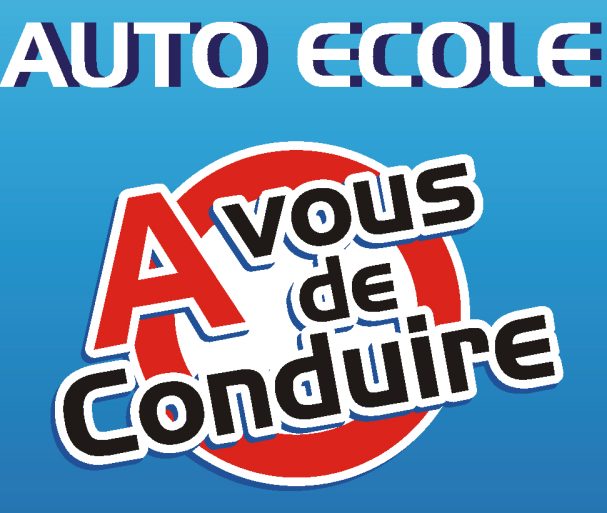 AUTO ECOLE
A vous
de
Conduire